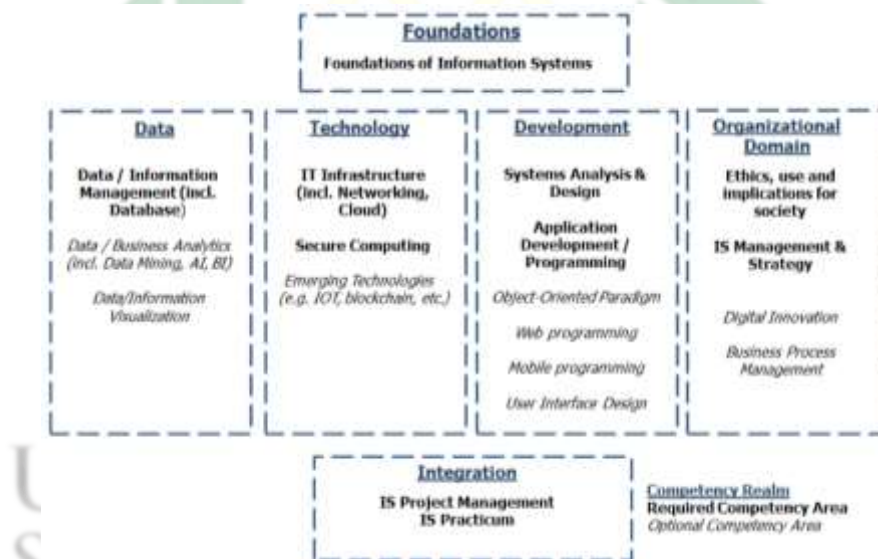 Foundations
Foundations of Information Systems
Data
Data / Information
Management (incl.
Database)
Data / Business Analytics
(incl. Data Mining, AI, BI)
Data/Information
Visualization
Technology
IT Infrastructure
(incl. Networking,
Cloud)
Secure Computing
Emerging Technologies
(e.g. IOT, blockchain, etc.)
Development
Systems Analysis &
Design
Application
Development /
Programming
Object-Oriented Paradigm
Web programming
Mobile programming
User Interface Design
Organizational
Domain
Ethics, use and
implications for
society
IS Management &
Strategy
Digital Innovation
Business Process
Management
Integration
IS Project Management
IS Practicum
Competency Realm
Required Competency Area
Optional Competency Area